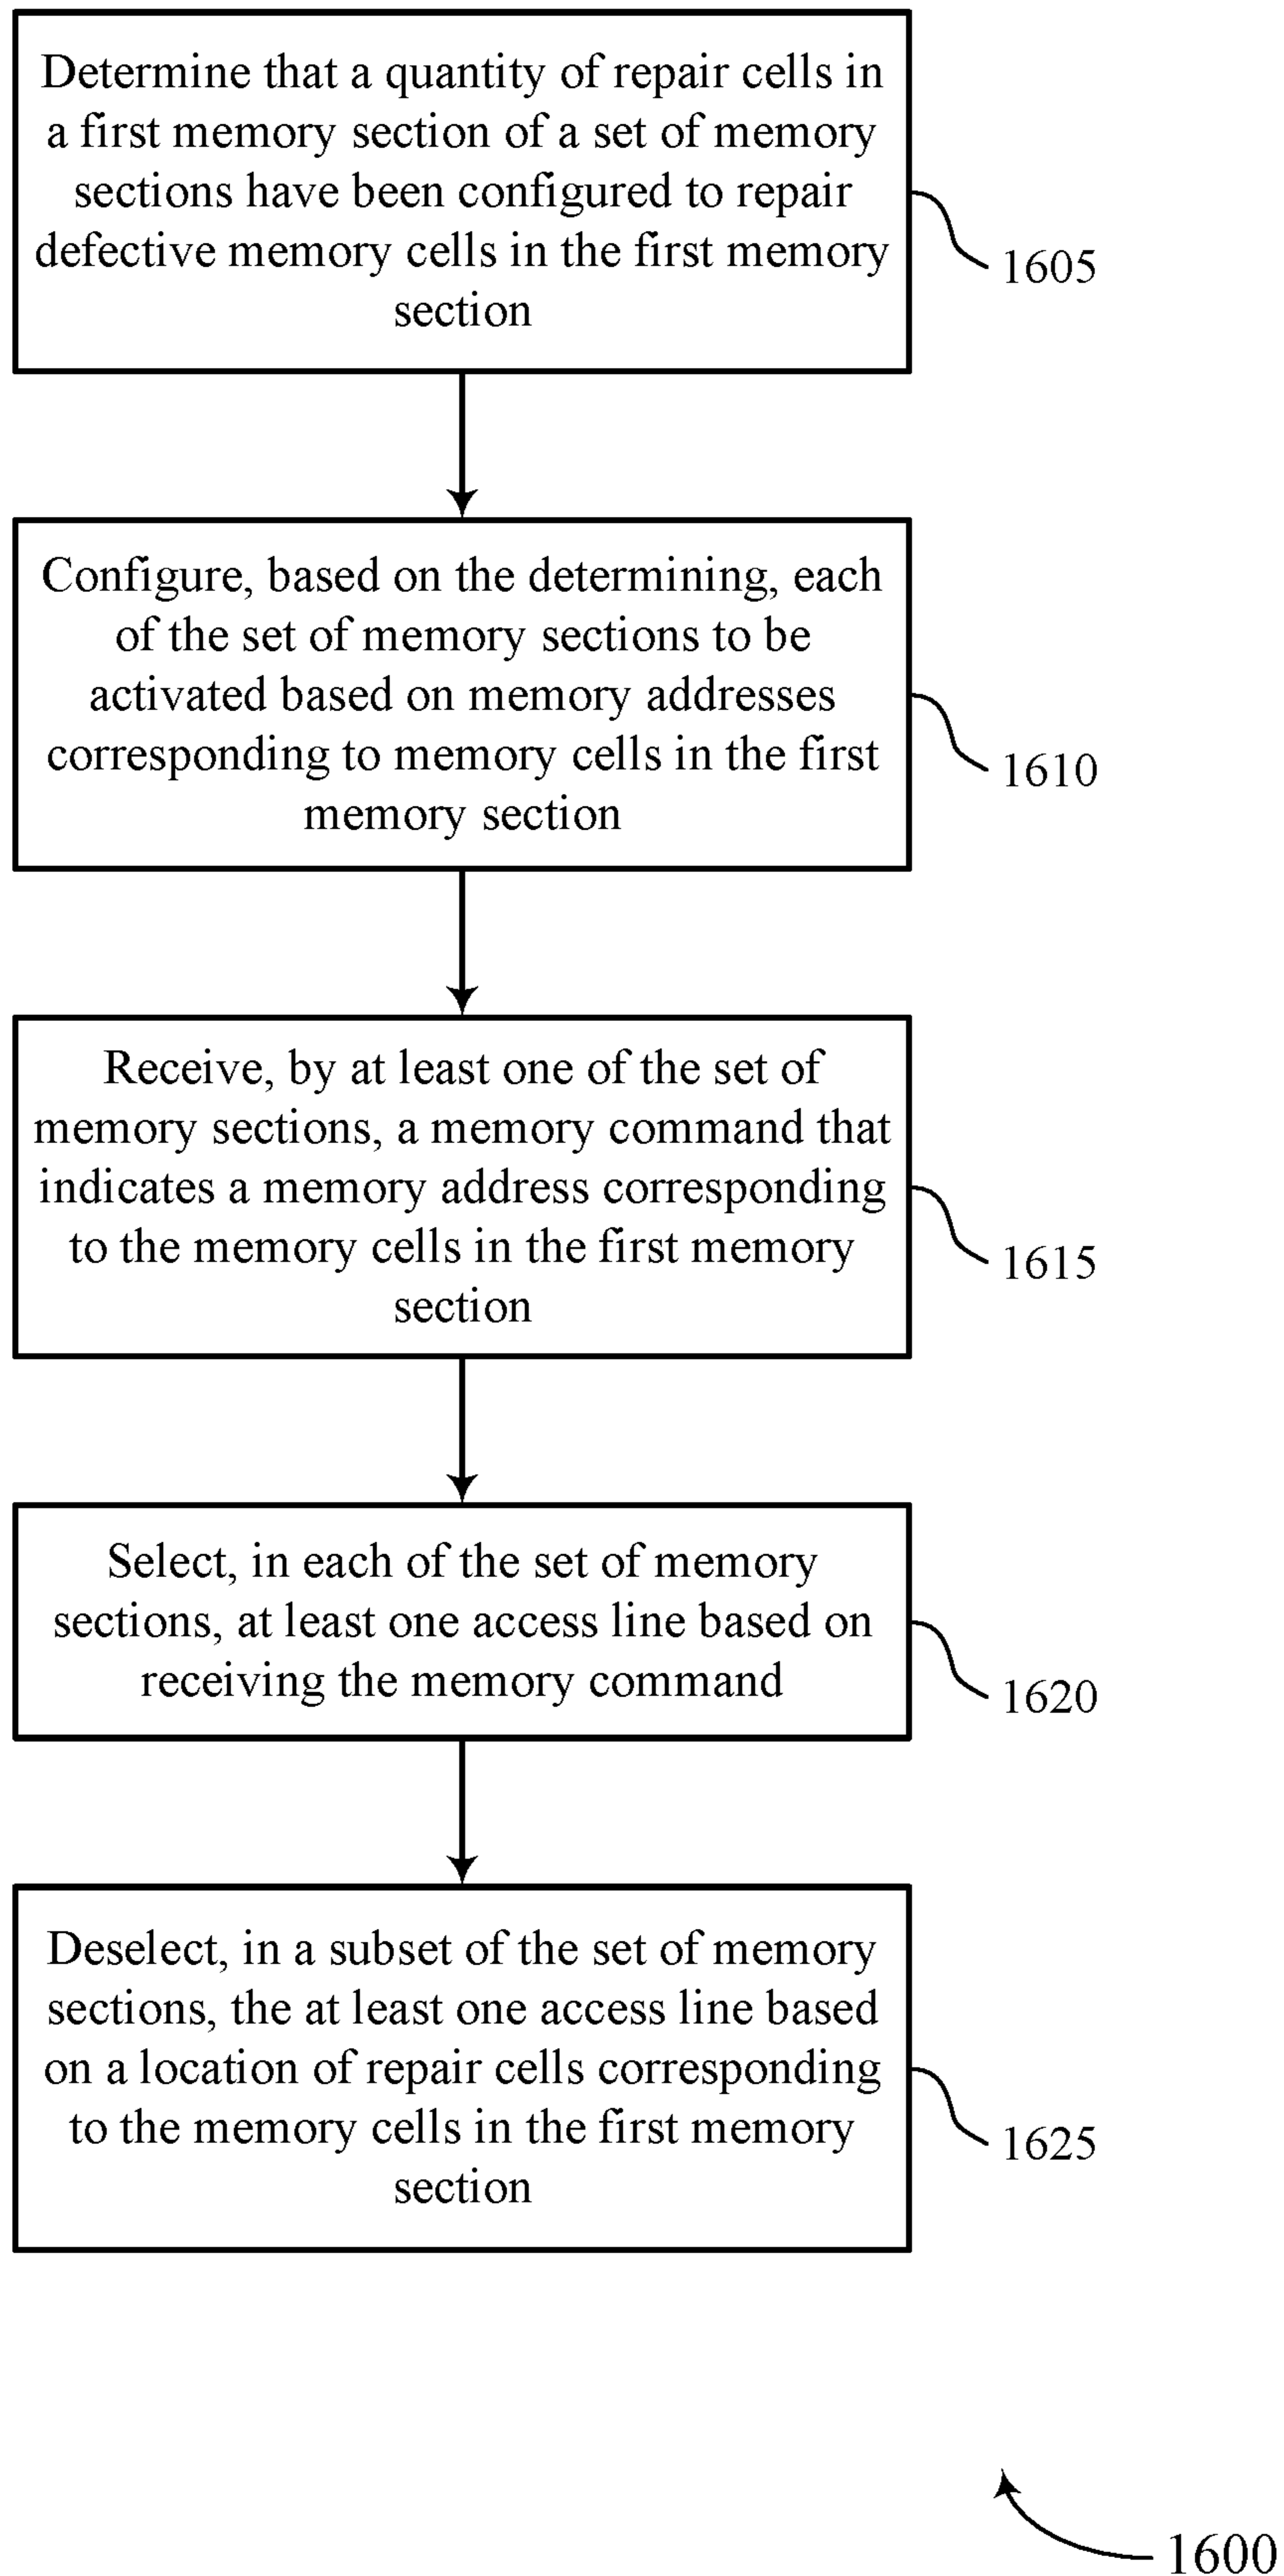 Determine that a quantity of repair cells in
a first memory section of a set of memory
sections have been configured to repair
defective memory cells in the first memory
section
1605
Configure, based on the determining, each
of the set of memory sections to be
activated based on memory addresses
corresponding to memory cells in the first
memory section
1610
Receive, by at least one of the set of
memory sections, a memory command that
indicates a memory address corresponding
to the memory cells in the first memory
section
1615
Select, in each of the set of memory
sections, at least one access line based on
receiving the memory command
1620
Deselect, in a subset of the set of memory
sections, the at least one access line based
on a location of repair cells corresponding
to the memory cells in the first memory
section
1625
1600